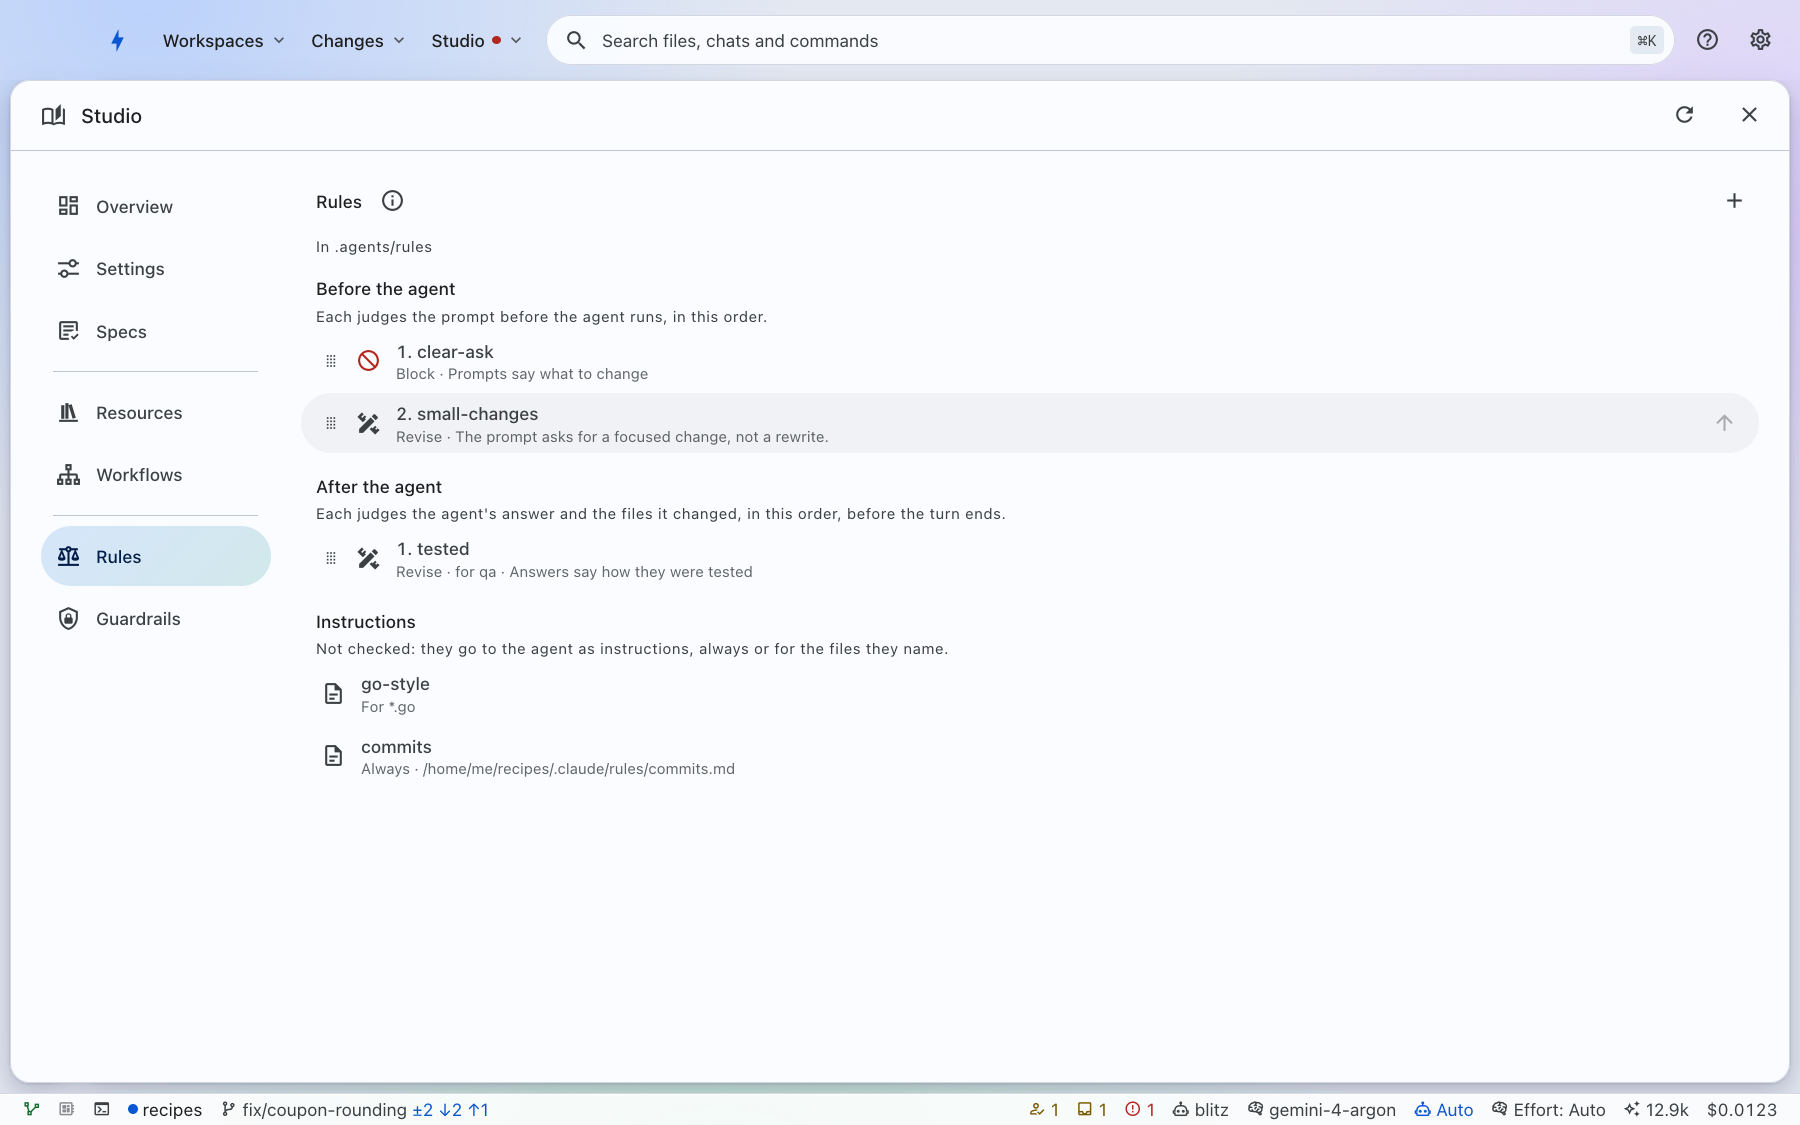 Workspaces
Changes
Studio
Search files, chats and commands
⌘K
Studio
Overview
Settings
Specs
Resources
Workflows
Rules
Guardrails
Rules
In .agents/rules
Before the agent
Each judges the prompt before the agent runs, in this order.
1. clear-ask
Block · Prompts say what to change
2. small-changes
Revise · The prompt asks for a focused change, not a rewrite.
After the agent
Each judges the agent's answer and the files it changed, in this order, before the turn ends.
1. tested
Revise · for qa · Answers say how they were tested
Instructions
Not checked: they go to the agent as instructions, always or for the files they name.
go-style
For *.go
commits
Always · /home/me/recipes/.claude/rules/commits.md
recipes
fix/coupon-rounding ±2 ↓2 ↑1
1
1
1
blitz
gemini-4-argon
Auto
Effort: Auto
12.9k
$0.0123